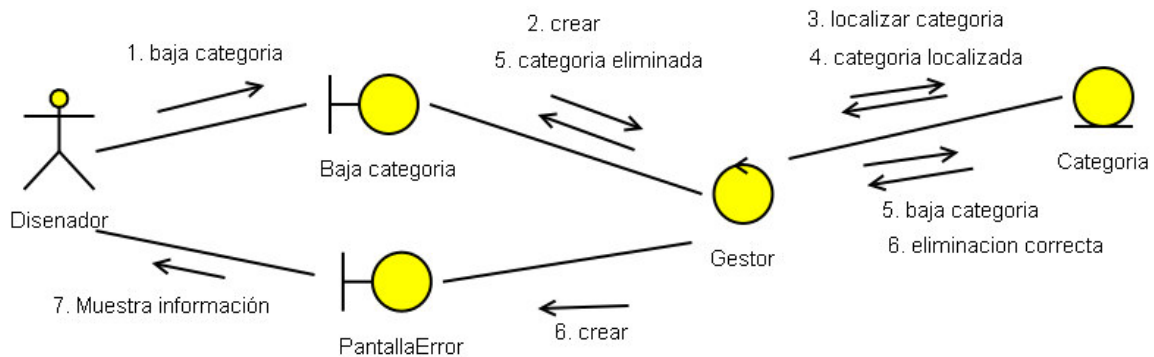 2. crear
3. localizar categoria
1. baja categoria
5. categoria eliminada
4. categoria localizada
Baja categoria
Categoria
Disenador
5. baja categoria
Gestor
6. eliminacion correcta
7. Muestra información
6. crear
PantallaError